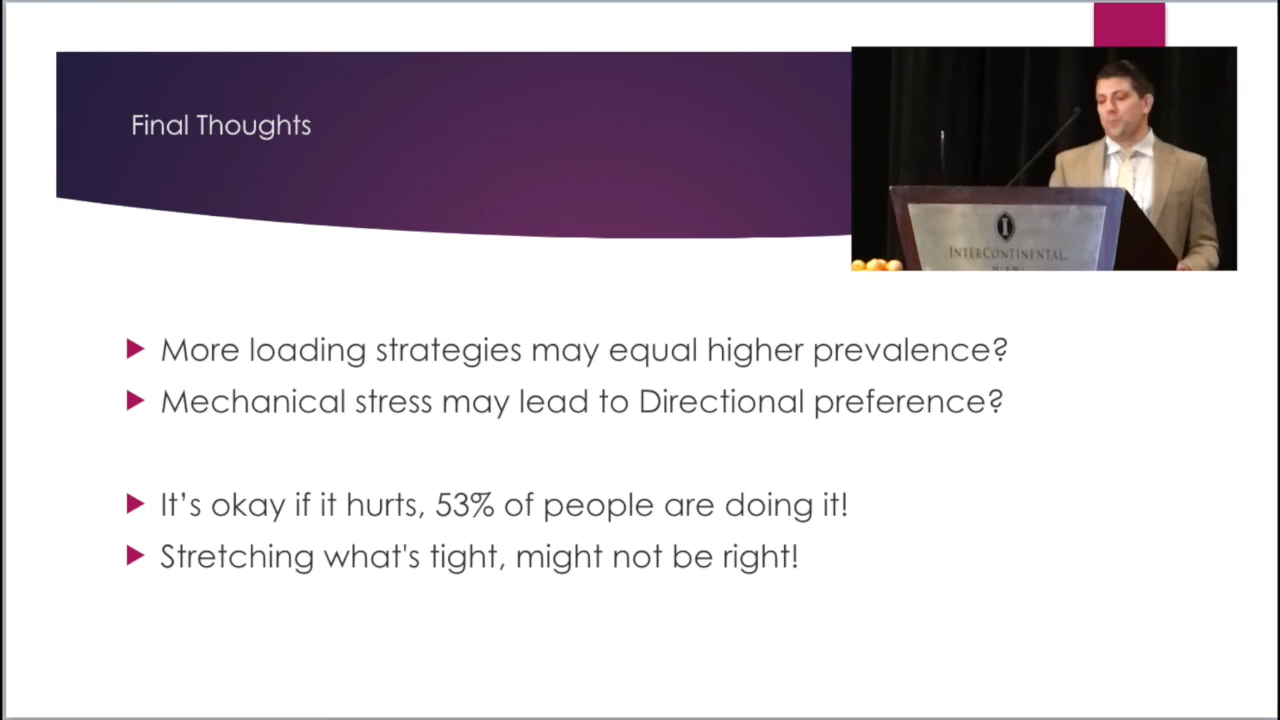 Final Thoughts
INTERCONTINENTAL
More loading strategies may equal higher prevalence?
Mechanical stress may lead to Directional preference?
It’s okay if it hurts, 53% of people are doing it!
Stretching what's tight, might not be right!